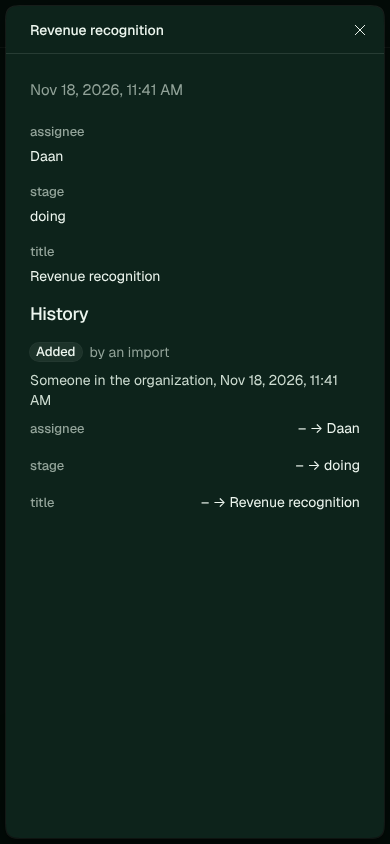 Revenue recognition
Nov 18, 2026, 11:41 AM
assignee
Daan
stage
doing
title
Revenue recognition
History
Added by an import
Someone in the organization, Nov 18, 2026, 11:41
AM
assignee – → Daan
stage – → doing
title – → Revenue recognition